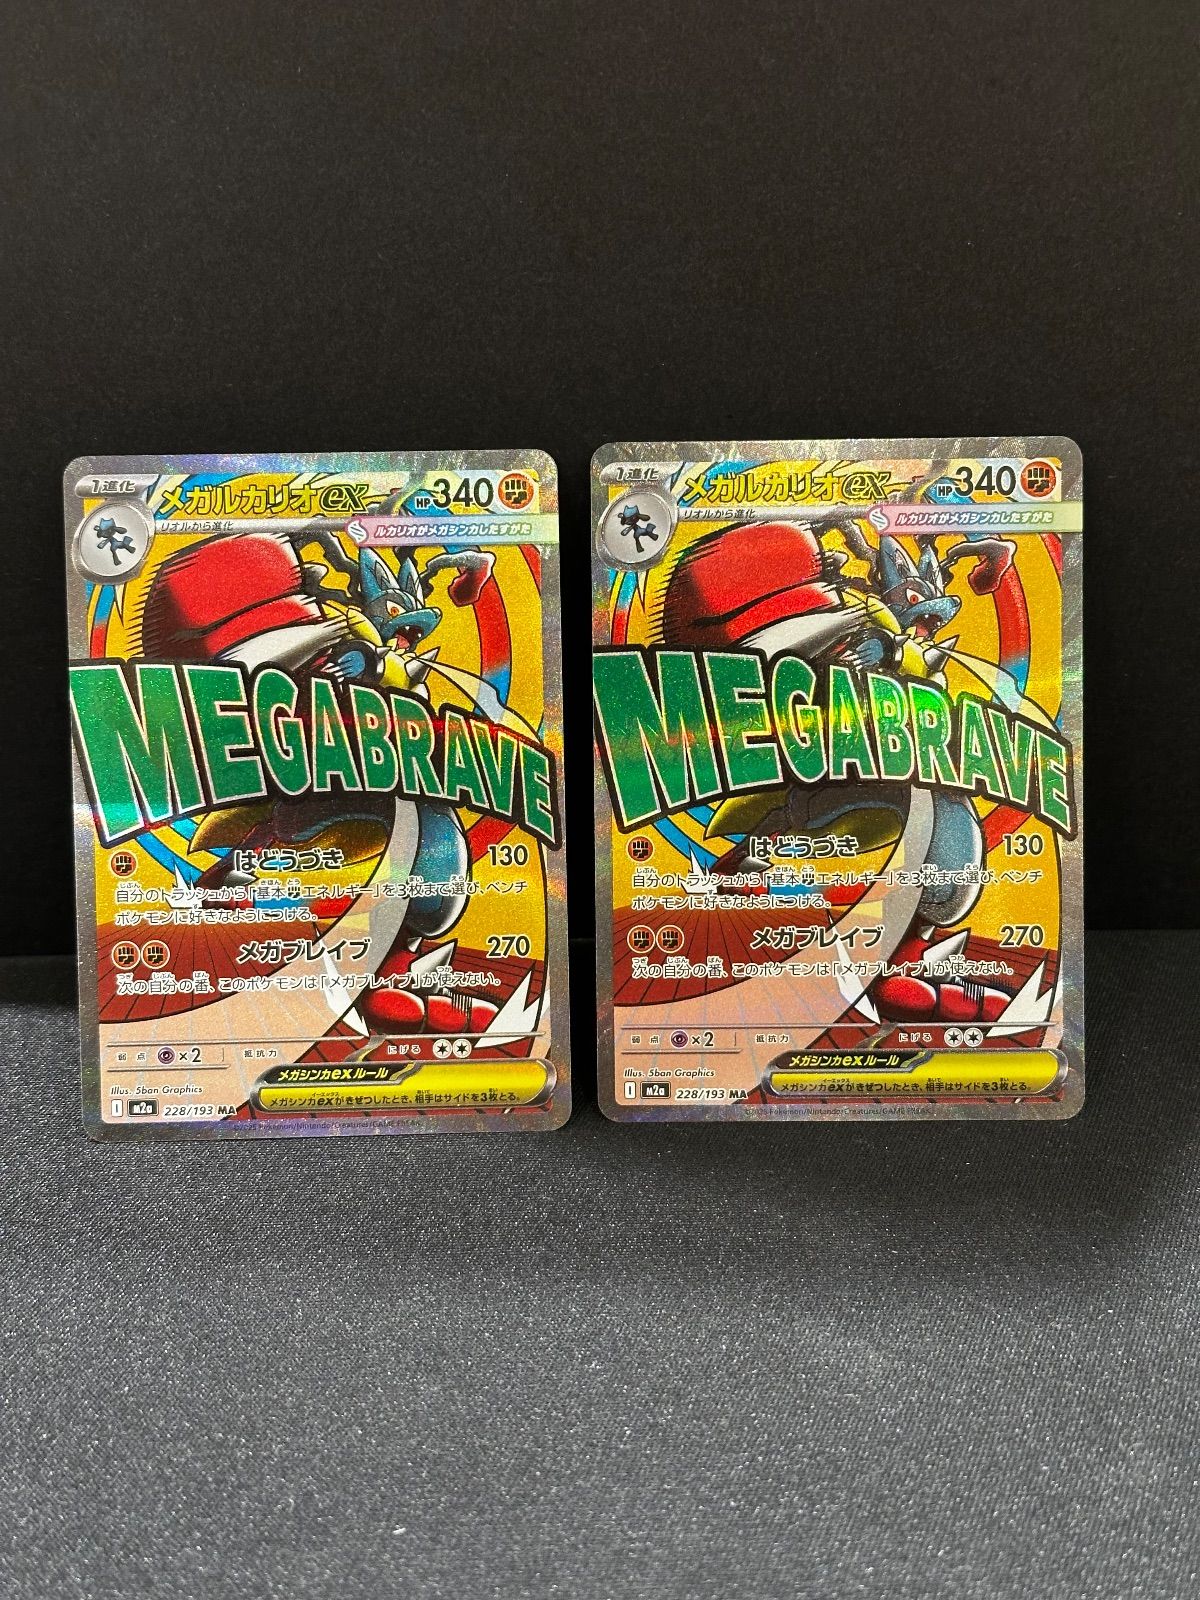 1進化
メガルカリオex
HP340
リオルから進化
ルカリオがメガシンカしたすがた
MEGABRAVE
はどうづき 130
自分のトラッシュから「基本エネルギー」を3枚まで選び、ベンチ
ポケモンに好きなようにつける。
メガブレイブ 270
次の自分の番、このポケモンは「メガブレイブ」が使えない。
弱点 ×2 抵抗力 にげる
Illus. 5ban Graphics
メガシンカexルール
メガシンカexがきぜつしたとき、相手はサイドを3枚とる。
I m2a 228/193 MA
©2025 Pokémon/Nintendo/Creatures/GAME FREAK
1進化
メガルカリオex
HP340
リオルから進化
ルカリオがメガシンカしたすがた
MEGABRAVE
はどうづき 130
自分のトラッシュから「基本エネルギー」を3枚まで選び、ベンチ
ポケモンに好きなようにつける。
メガブレイブ 270
次の自分の番、このポケモンは「メガブレイブ」が使えない。
弱点 ×2 抵抗力 にげる
Illus. 5ban Graphics
メガシンカexルール
メガシンカexがきぜつしたとき、相手はサイドを3枚とる。
I m2a 228/193 MA
©2025 Pokémon/Nintendo/Creatures/GAME FREAK